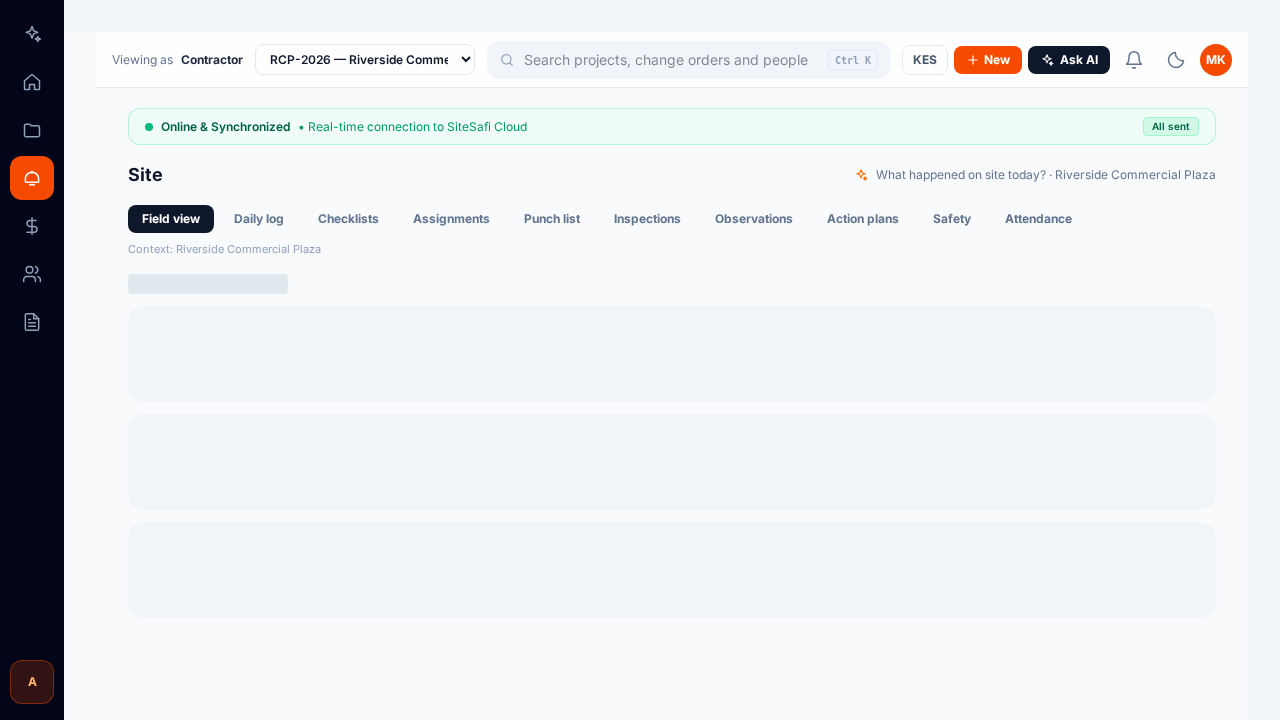 Viewing as Contractor
RCP-2026 — Riverside Comme
Search projects, change orders and people
Ctrl K
KES
New
Ask AI
MK
Online & Synchronized • Real-time connection to SiteSafi Cloud
All sent
Site
What happened on site today? · Riverside Commercial Plaza
Field view
Daily log
Checklists
Assignments
Punch list
Inspections
Observations
Action plans
Safety
Attendance
Context: Riverside Commercial Plaza
A